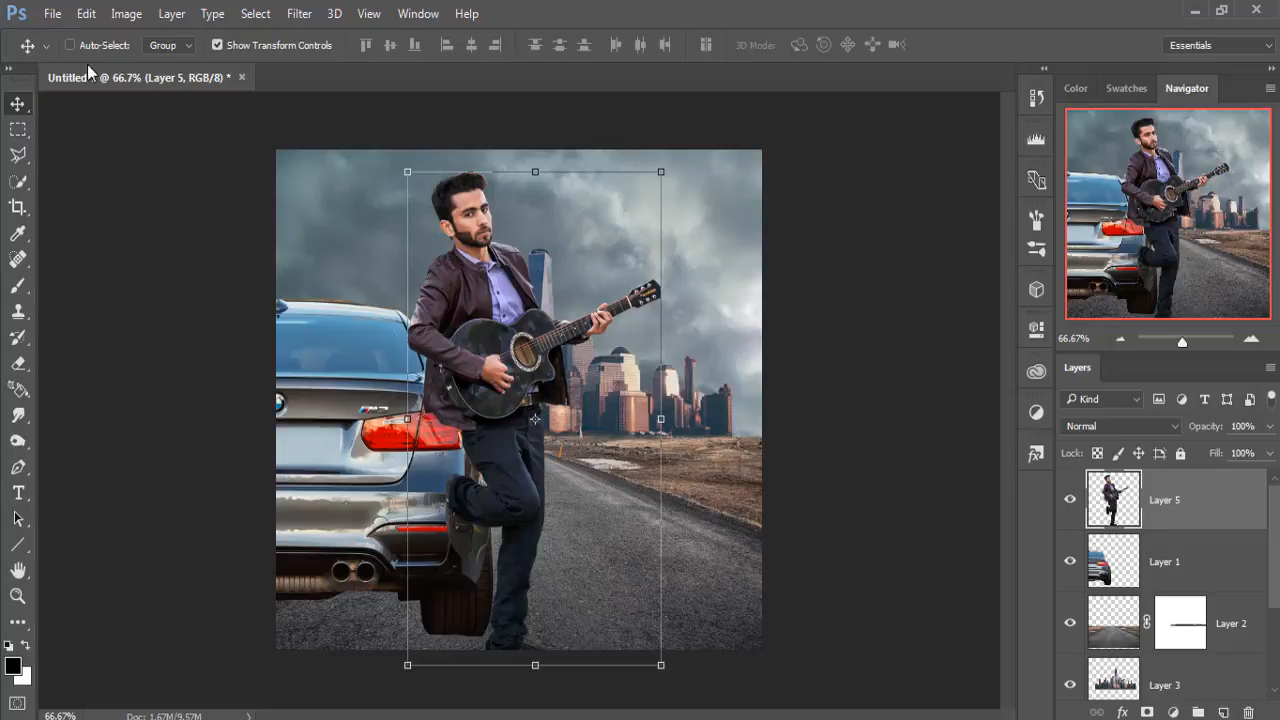 Ps File Edit Image Layer Type Select Filter 3D View Window Help
Auto-Select: Group Show Transform Controls 3D Mode: Essentials
@ 66.7% (Layer 5, RGB/8) * ×
Color Swatches Navigator
66.67%
Layers
Kind
Normal Opacity: 100%
Lock: Fill: 100%
Layer 5
Layer 1
Layer 2
Layer 3
fx
66.67% Doc: 1.67M/9.57M